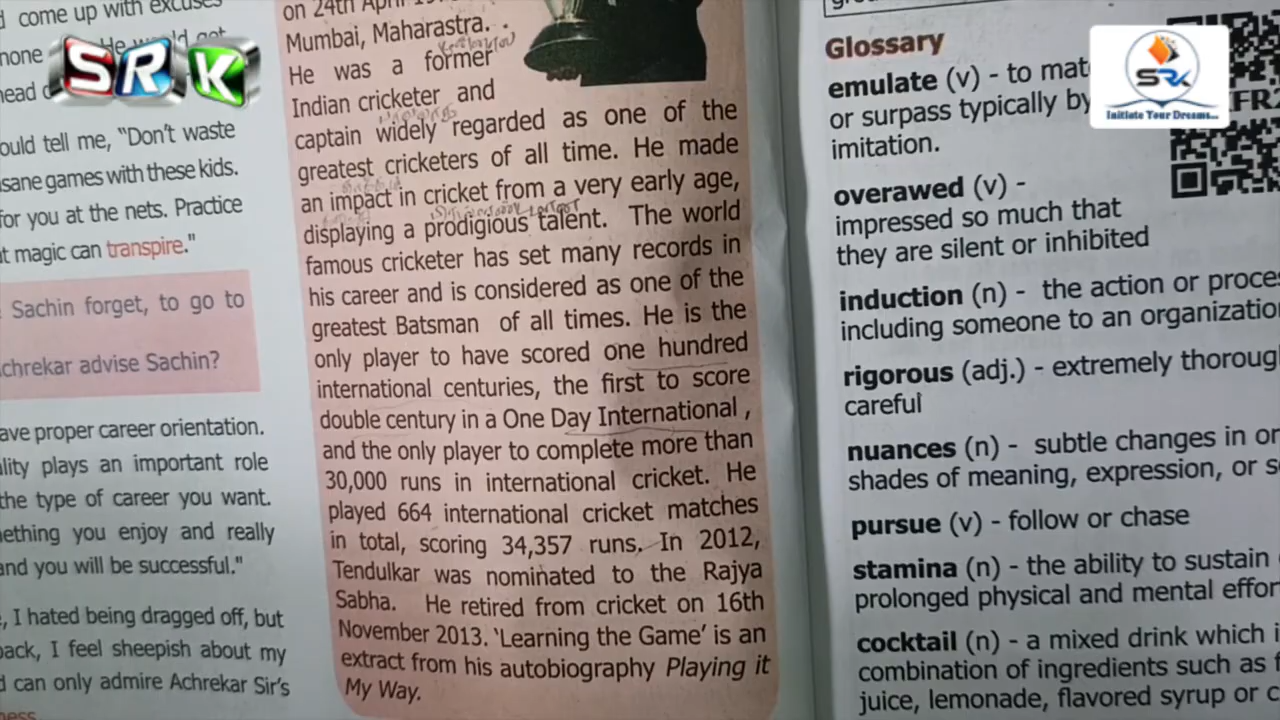 come up with excuses
none
He would get
head
ould tell me, "Don't waste
sane games with these kids.
for you at the nets. Practice
at magic can transpire."
Sachin forget, to go to
chrekar advise Sachin?
ave proper career orientation.
lity plays an important role
the type of career you want.
ething you enjoy and really
and you will be successful."
, I hated being dragged off, but
back, I feel sheepish about my
d can only admire Achrekar Sir's
SRK
on 24th April
Mumbai, Maharastra.
He was a former
Indian cricketer and
captain widely regarded as one of the
greatest cricketers of all time. He made
an impact in cricket from a very early age,
displaying a prodigious talent. The world
famous cricketer has set many records in
his career and is considered as one of the
greatest Batsman of all times. He is the
only player to have scored one hundred
international centuries, the first to score
double century in a One Day International ,
and the only player to complete more than
30,000 runs in international cricket. He
played 664 international cricket matches
in total, scoring 34,357 runs. In 2012,
Tendulkar was nominated to the Rajya
Sabha. He retired from cricket on 16th
November 2013. 'Learning the Game' is an
extract from his autobiography Playing it
My Way.
Glossary
emulate (v) - to mat
or surpass typically by
imitation.
overawed (v) -
impressed so much that
they are silent or inhibited
induction (n) - the action or proce
including someone to an organizatio
rigorous (adj.) - extremely thoroug
careful
nuances (n) - subtle changes in or
shades of meaning, expression, or s
pursue (v) - follow or chase
stamina (n) - the ability to sustain
prolonged physical and mental effor
cocktail (n) - a mixed drink which i
combination of ingredients such as f
juice, lemonade, flavored syrup or c
SRK
Initiate Your Dreams...